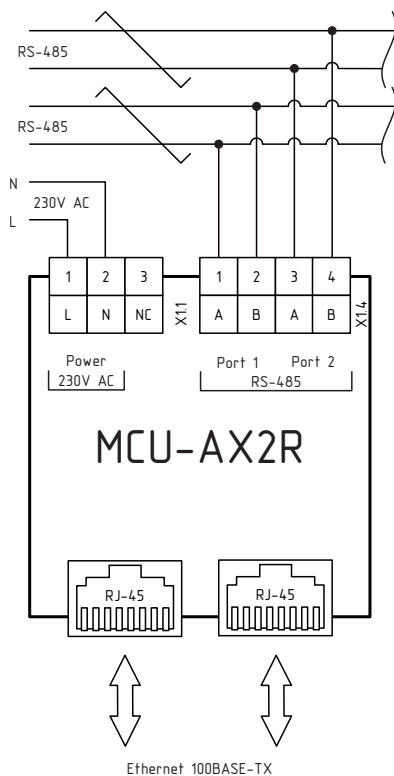 RS-485
RS-485
N
230V AC
L
1 2 3 1 2 3 4
L N NC X1.1 A B A B X1.4
Power Port 1 Port 2
230V AC RS-485
MCU-AX2R
RJ-45 RJ-45
Ethernet 100BASE-TX